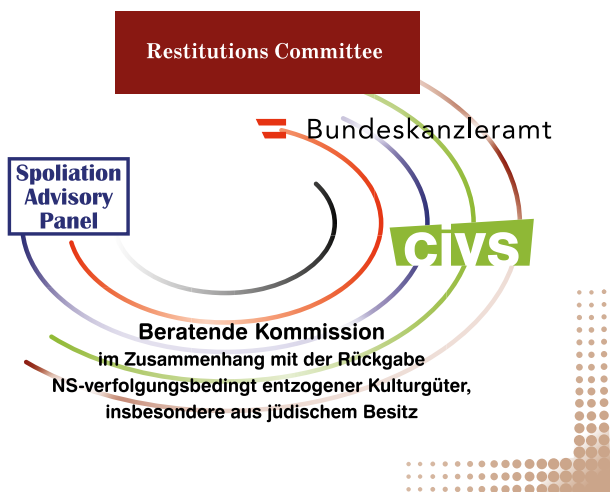 Restitutions Committee
Bundeskanzleramt
Spoliation
Advisory
Panel
civs
Beratende Kommission
im Zusammenhang mit der Rückgabe
NS-verfolgungsbedingt entzogener Kulturgüter,
insbesondere aus jüdischem Besitz